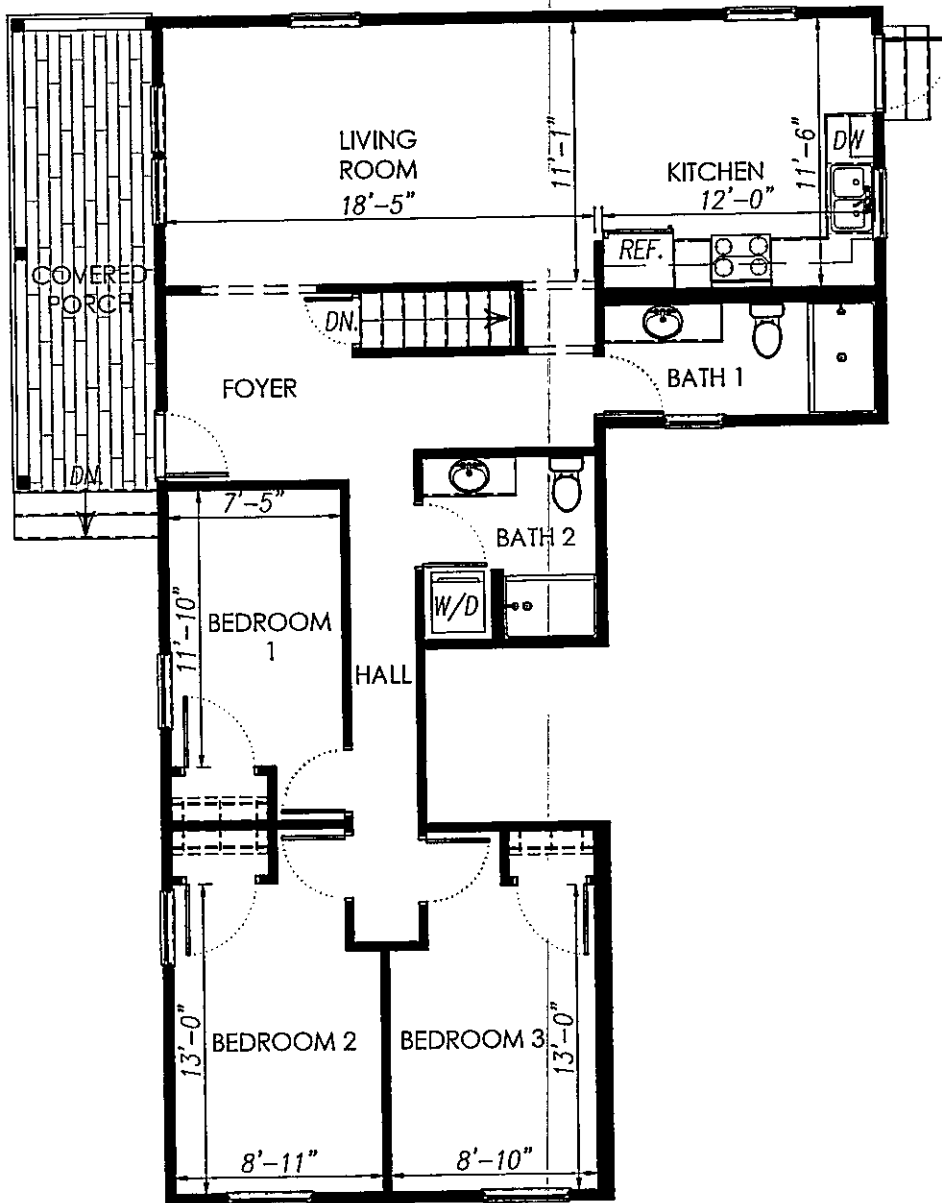 LIVING
ROOM
18'-5"
11'-1"
KITCHEN
12'-0"
11'-6"
DW
REF.
COVERED
PORCH
DN.
FOYER
BATH 1
DN.
7'-5"
BATH 2
11'-10"
BEDROOM
1
W/D
HALL
BEDROOM 2
13'-0"
8'-11"
BEDROOM 3
13'-0"
8'-10"